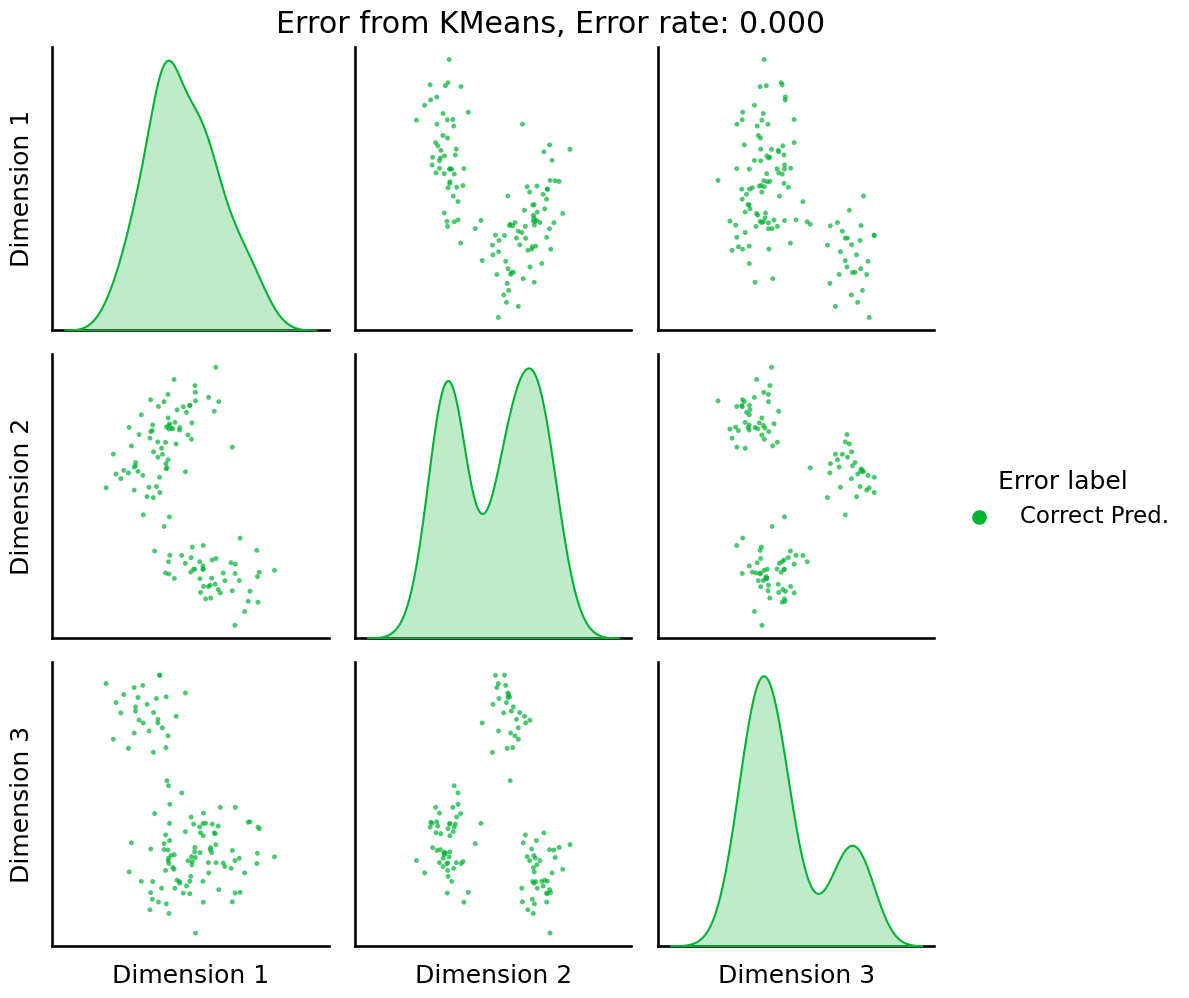 Error from KMeans, Error rate: 0.000
Dimension 1
Dimension 2
Dimension 3
Error label
Correct Pred.
Dimension 1
Dimension 2
Dimension 3